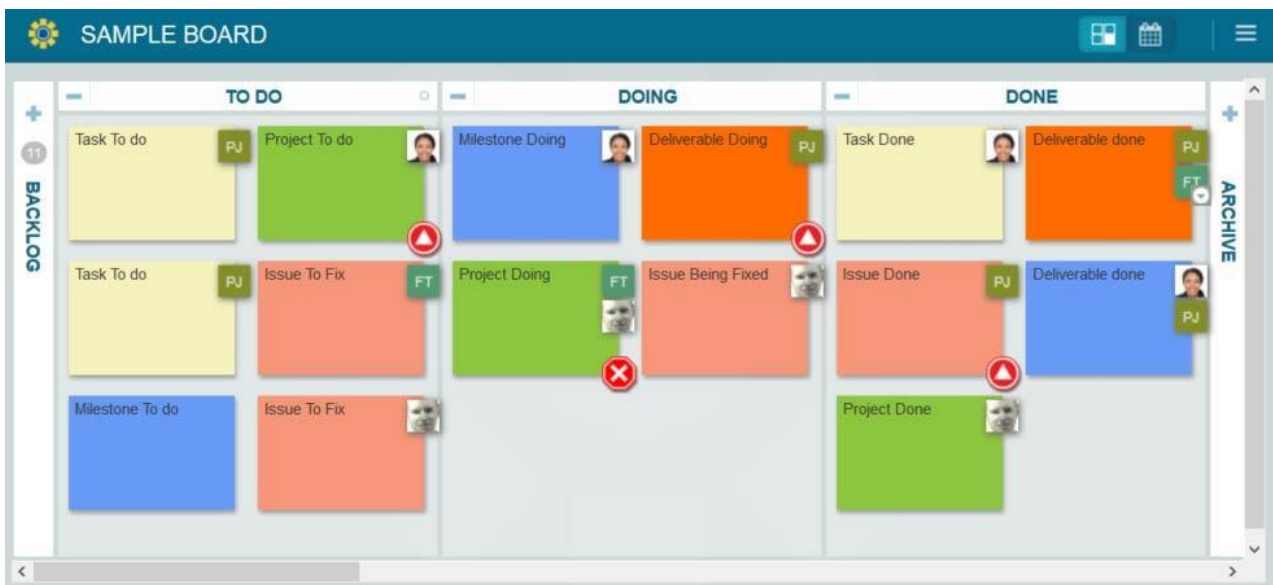 SAMPLE BOARD
TO DO
DOING
DONE
11
BACKLOG
ARCHIVE
Task To do
PJ
Project To do
Milestone Doing
Deliverable Doing
PJ
Task Done
Deliverable done
PJ
FT
Task To do
PJ
Issue To Fix
FT
Project Doing
FT
Issue Being Fixed
Issue Done
PJ
Deliverable done
PJ
Milestone To do
Issue To Fix
Project Done